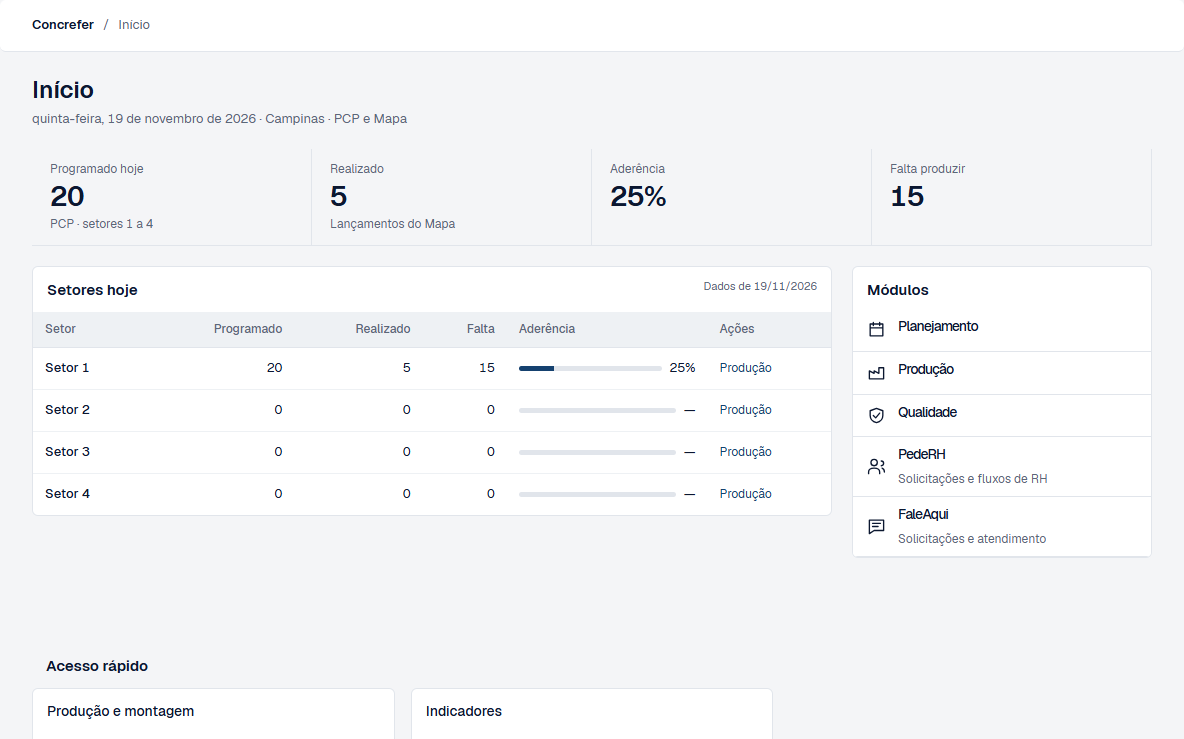 Concrefer / Início
Início
quinta-feira, 19 de novembro de 2026 · Campinas · PCP e Mapa
Programado hoje
20
PCP · setores 1 a 4
Realizado
5
Lançamentos do Mapa
Aderência
25%
Falta produzir
15
Setores hoje
Dados de 19/11/2026
Setor Programado Realizado Falta Aderência Ações
Setor 1 20 5 15 25% Produção
Setor 2 0 0 0 — Produção
Setor 3 0 0 0 — Produção
Setor 4 0 0 0 — Produção
Módulos
Planejamento
Produção
Qualidade
PedeRH
Solicitações e fluxos de RH
FaleAqui
Solicitações e atendimento
Acesso rápido
Produção e montagem
Indicadores